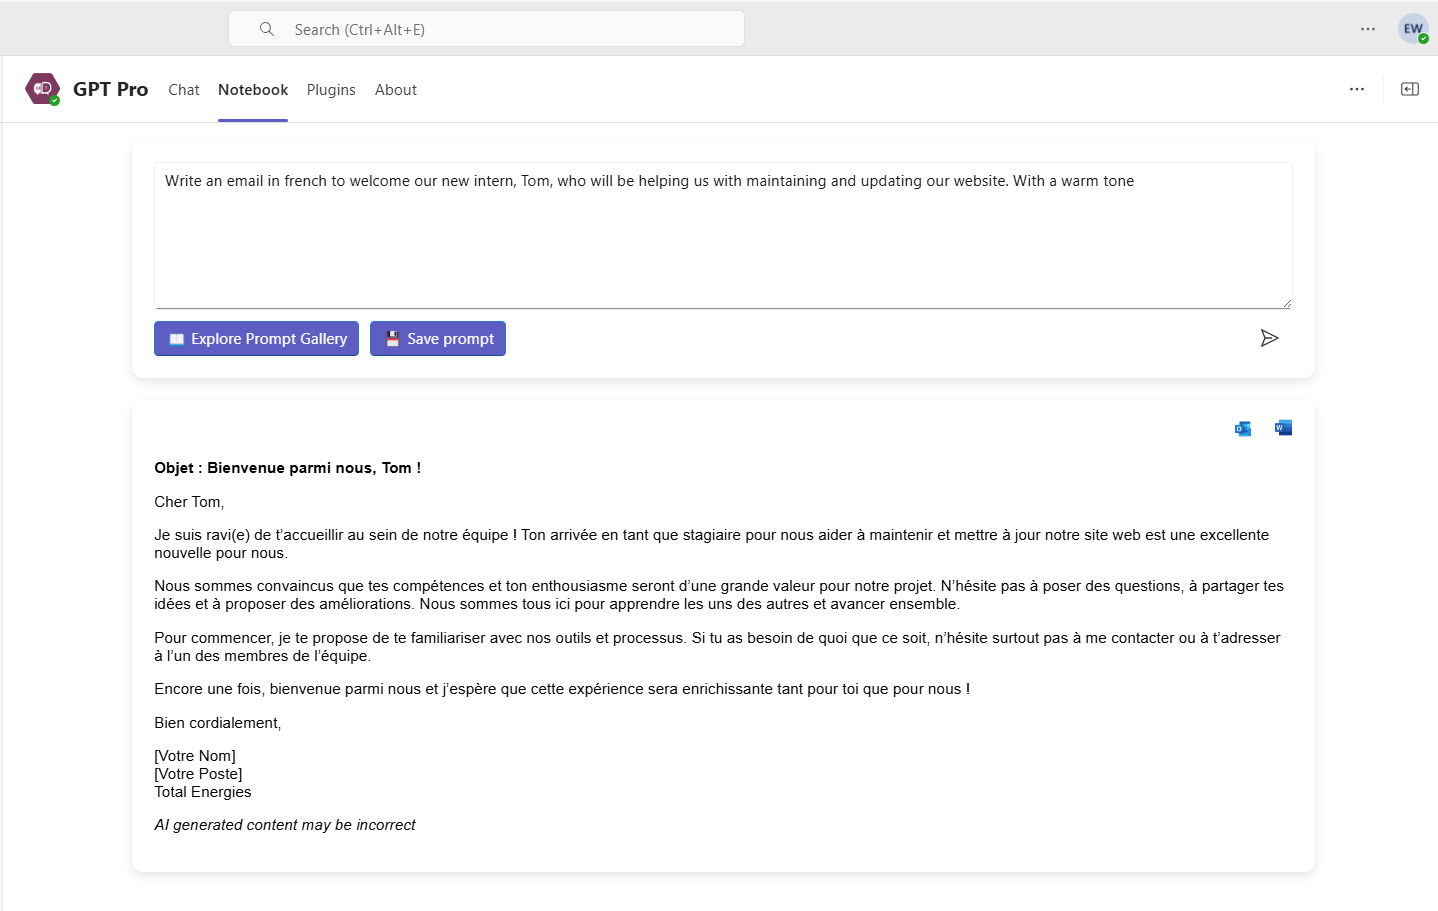 Search (Ctrl+Alt+E)
EW
GPT Pro
Chat
Notebook
Plugins
About
Write an email in french to welcome our new intern, Tom, who will be helping us with maintaining and updating our website. With a warm tone
Explore Prompt Gallery
Save prompt
Objet : Bienvenue parmi nous, Tom !
Cher Tom,
Je suis ravi(e) de t’accueillir au sein de notre équipe ! Ton arrivée en tant que stagiaire pour nous aider à maintenir et mettre à jour notre site web est une excellente
nouvelle pour nous.
Nous sommes convaincus que tes compétences et ton enthousiasme seront d’une grande valeur pour notre projet. N’hésite pas à poser des questions, à partager tes
idées et à proposer des améliorations. Nous sommes tous ici pour apprendre les uns des autres et avancer ensemble.
Pour commencer, je te propose de te familiariser avec nos outils et processus. Si tu as besoin de quoi que ce soit, n’hésite surtout pas à me contacter ou à t’adresser
à l’un des membres de l’équipe.
Encore une fois, bienvenue parmi nous et j’espère que cette expérience sera enrichissante tant pour toi que pour nous !
Bien cordialement,
[Votre Nom]
[Votre Poste]
Total Energies
AI generated content may be incorrect